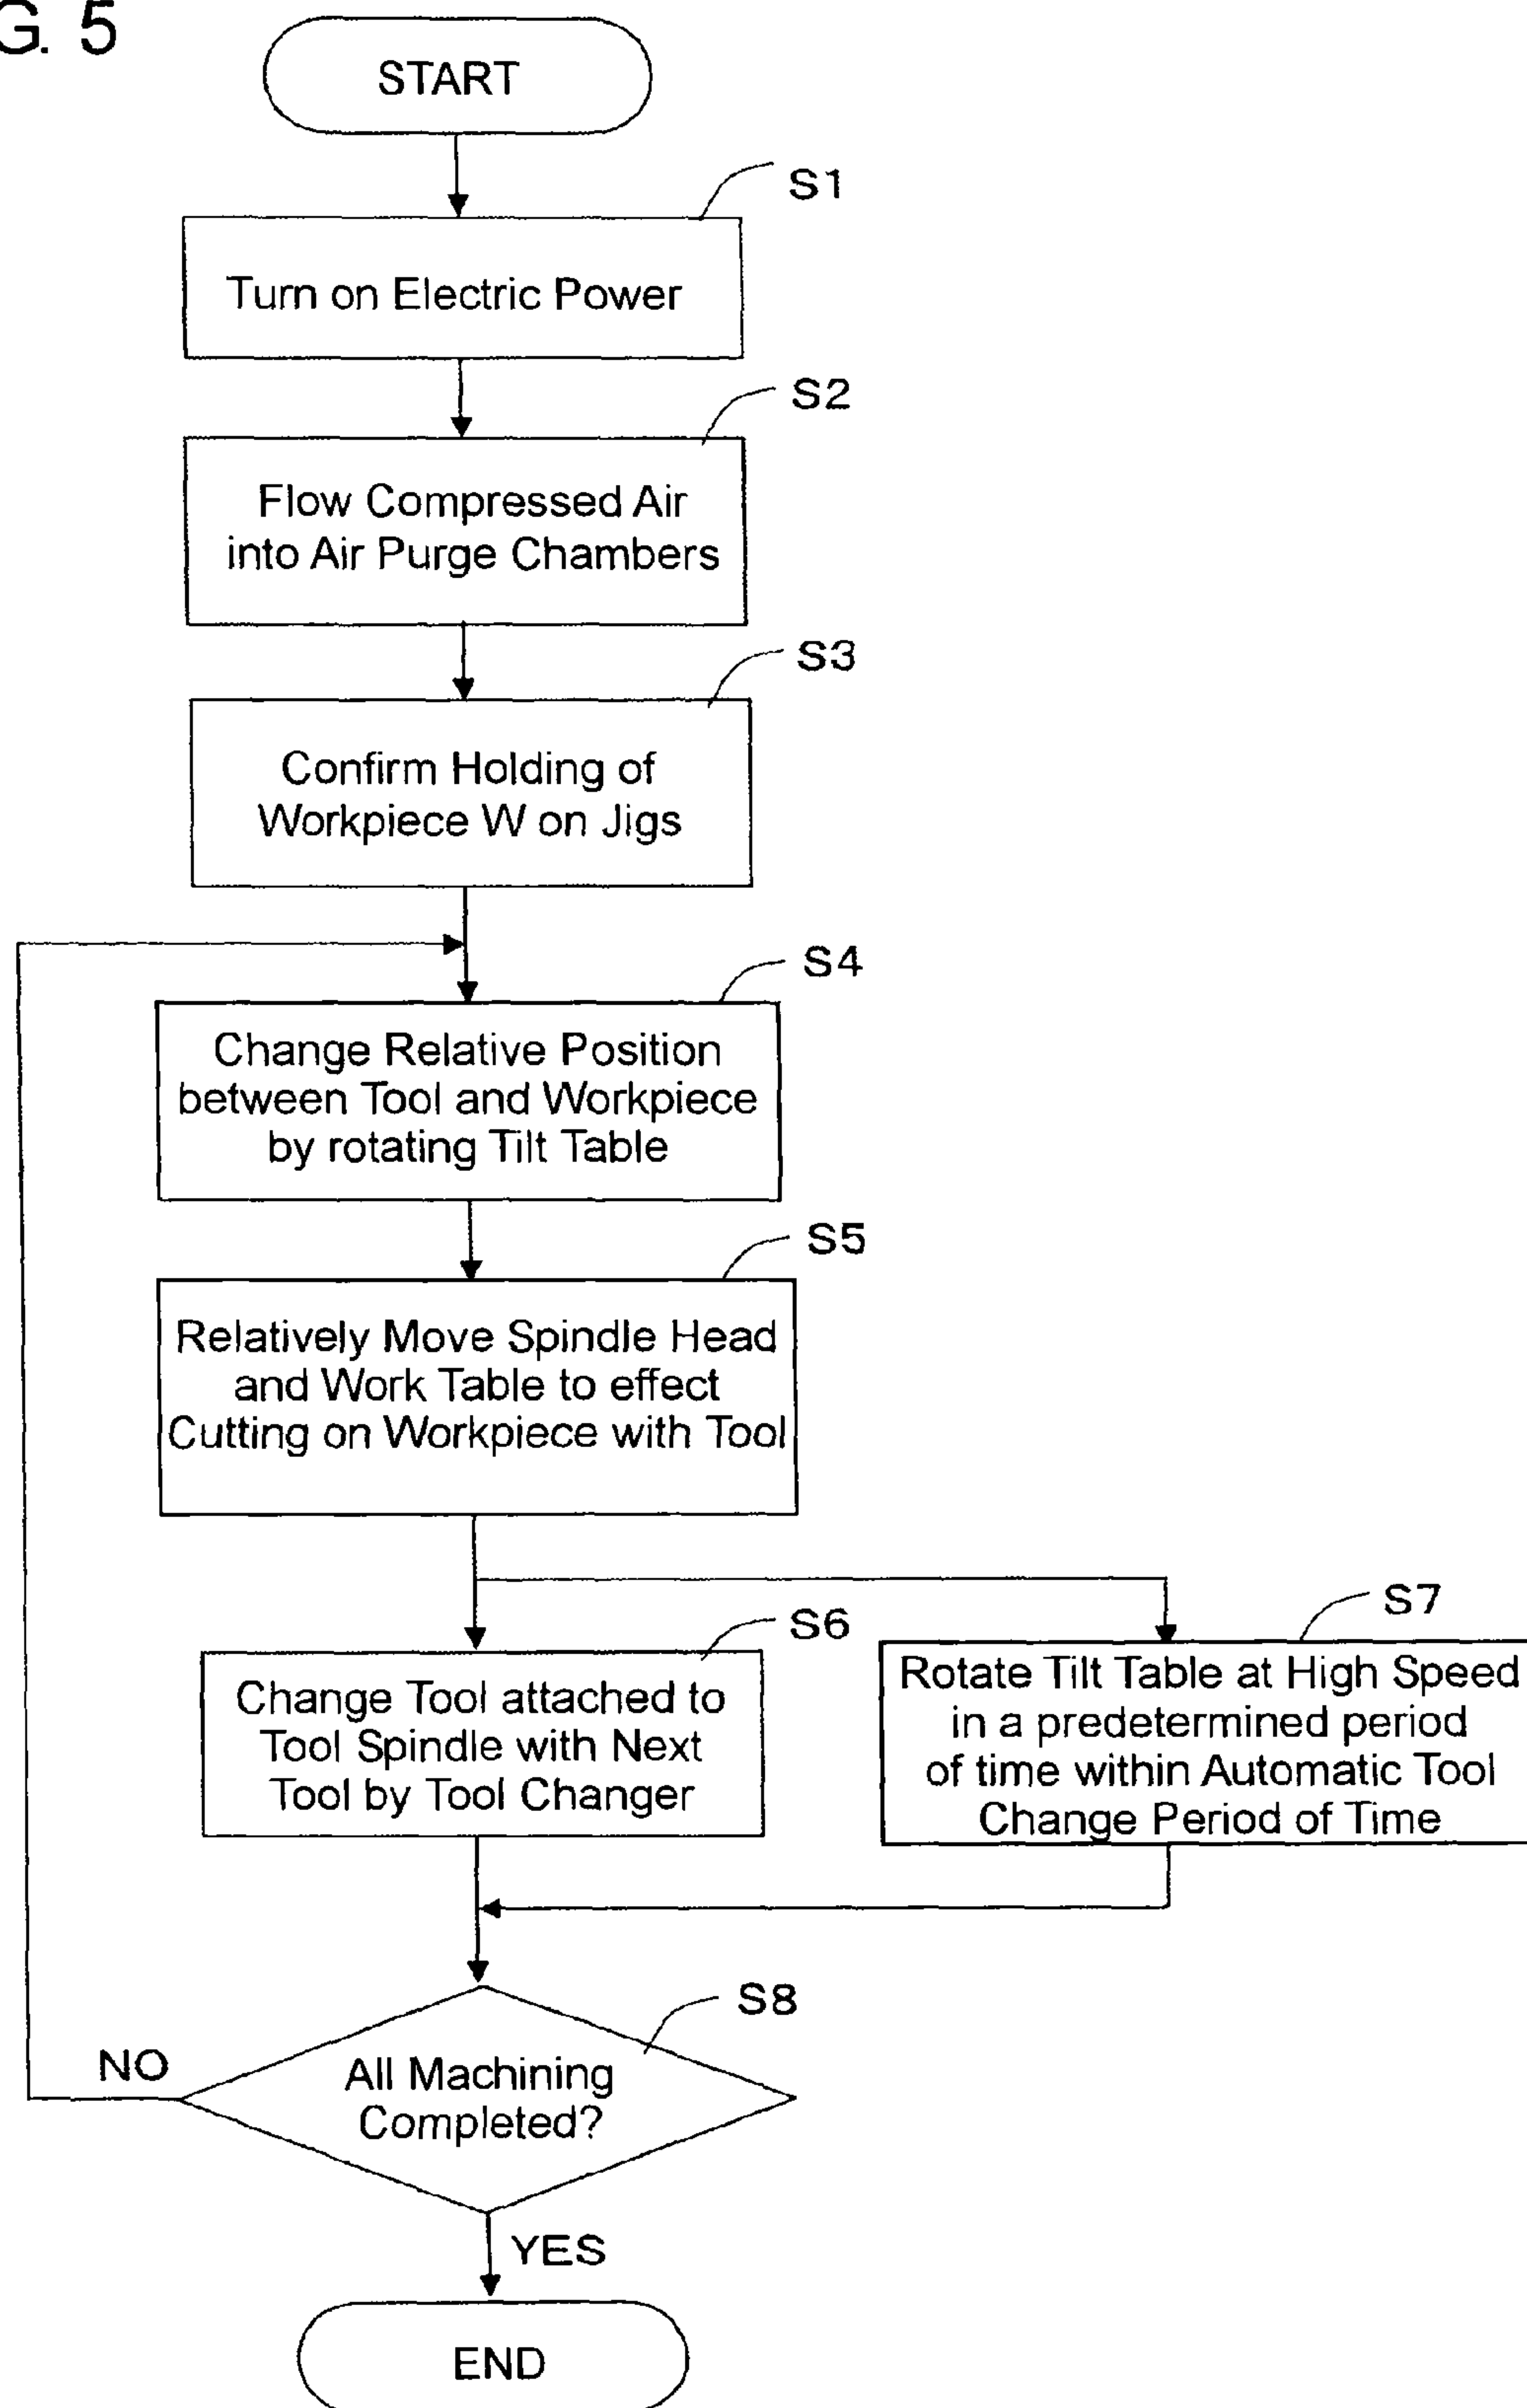 G. 5
START
S1
Turn on Electric Power
S2
Flow Compressed Air
into Air Purge Chambers
S3
Confirm Holding of
Workpiece W on Jigs
S4
Change Relative Position
between Tool and Workpiece
by rotating Tilt Table
S5
Relatively Move Spindle Head
and Work Table to effect
Cutting on Workpiece with Tool
S6
Change Tool attached to
Tool Spindle with Next
Tool by Tool Changer
S7
Rotate Tilt Table at High Speed
in a predetermined period
of time within Automatic Tool
Change Period of Time
S8
All Machining
Completed?
NO
YES
END